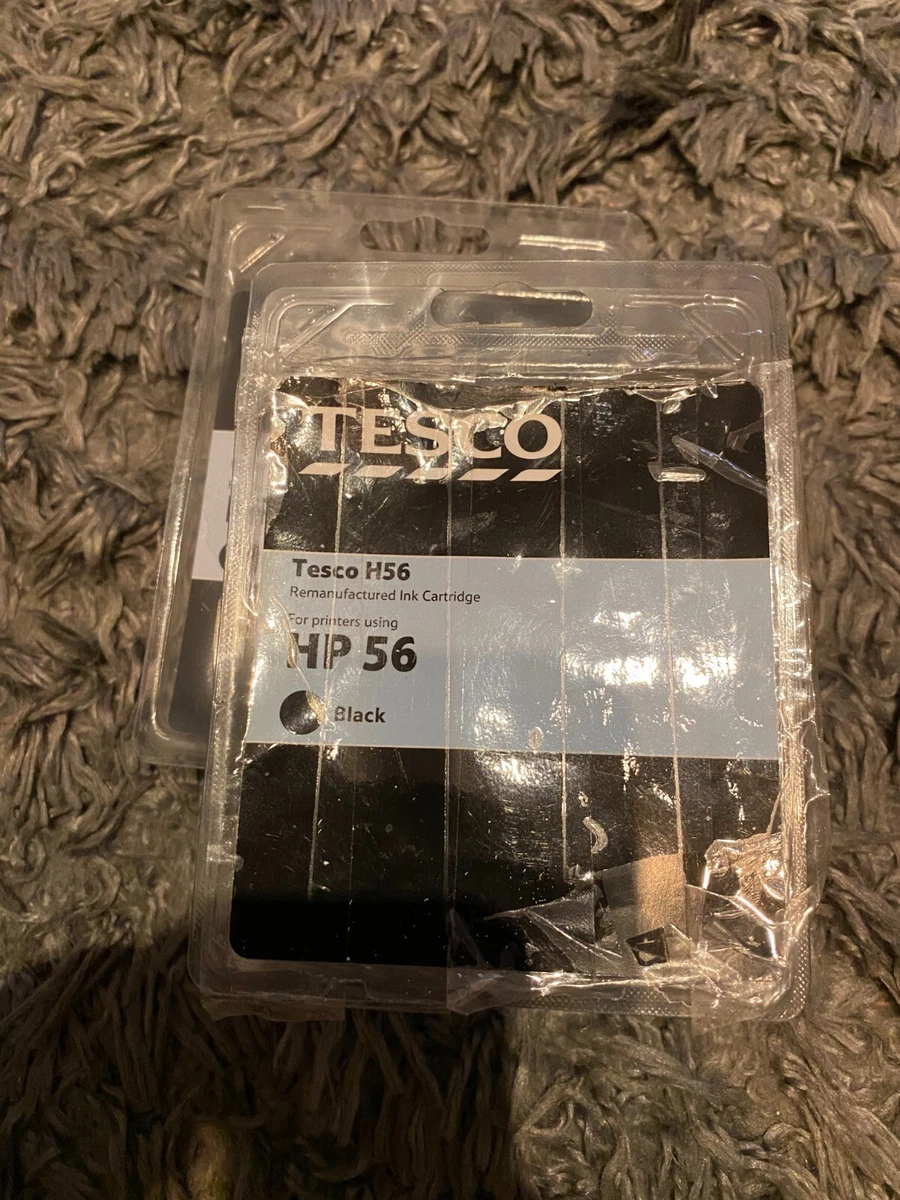 TESCO
Tesco H56
Remanufactured Ink Cartridge
For printers using
HP 56
Black